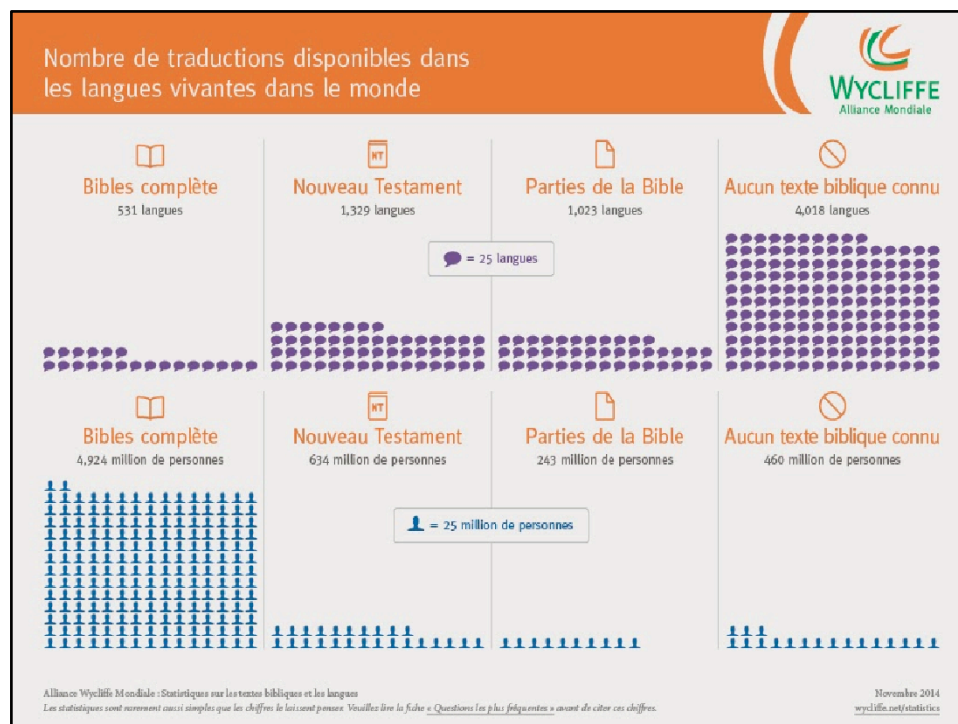 Nombre de traductions disponibles dans
les langues vivantes dans le monde
WYCLIFFE
Alliance Mondiale
Bibles complète
531 langues
NT
Nouveau Testament
1,329 langues
Parties de la Bible
1,023 langues
Aucun texte biblique connu
4,018 langues
= 25 langues
Bibles complète
4,924 million de personnes
NT
Nouveau Testament
634 million de personnes
Parties de la Bible
243 million de personnes
Aucun texte biblique connu
460 million de personnes
= 25 million de personnes
Alliance Wycliffe Mondiale : Statistiques sur les textes bibliques et les langues
Les statistiques sont rarement aussi simples que les chiffres le laissent penser. Veuillez lire la fiche « Questions les plus fréquentes » avant de citer ces chiffres.
Novembre 2014
wycliffe.net/statistics